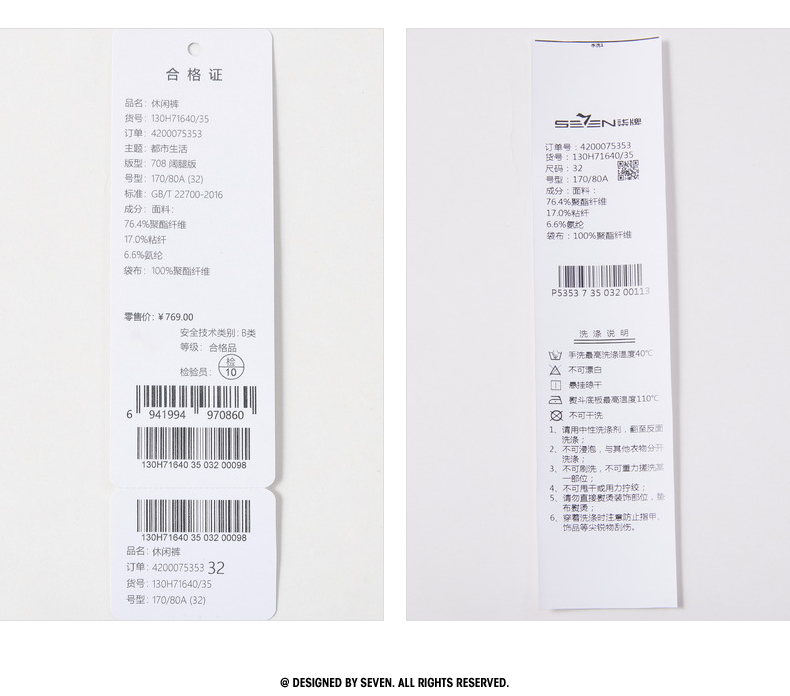 合格证
品名: 休闲裤
货号: 130H71640/35
订单: 4200075353
主题: 都市生活
版型: 708 阔腿版
号型: 170/80A (32)
标准: GB/T 22700-2016
成分: 面料:
76.4%聚酯纤维
17.0%粘纤
6.6%氨纶
袋布: 100%聚酯纤维
零售价: ¥769.00
安全技术类别: B类
等级: 合格品
检验员: 检 10
6 941994 970860
130H71640 35 032 00098
130H71640 35 032 00098
品名: 休闲裤
订单: 4200075353 32
货号: 130H71640/35
号型: 170/80A (32)
水洗标
SEVEN柒牌
订单号: 4200075353
货号: 130H71640/35
尺码: 32
号型: 170/80A
成分: 面料:
76.4%聚酯纤维
17.0%粘纤
6.6%氨纶
袋布: 100%聚酯纤维
P5353 7 35 032 00113
洗涤说明
手洗最高洗涤温度40℃
不可漂白
悬挂晾干
熨斗底板最高温度110℃
不可干洗
1、请用中性洗涤剂, 翻至反面
洗涤;
2、不可浸泡, 与其他衣物分开
洗涤;
3、不可刷洗, 不可重力搓洗某
一部位;
4、不可甩干或用力拧绞;
5、请勿直接熨烫装饰部位, 垫
布熨烫;
6、穿着洗涤时注意防止指甲、
饰品等尖锐物刮伤。
@ DESIGNED BY SEVEN. ALL RIGHTS RESERVED.